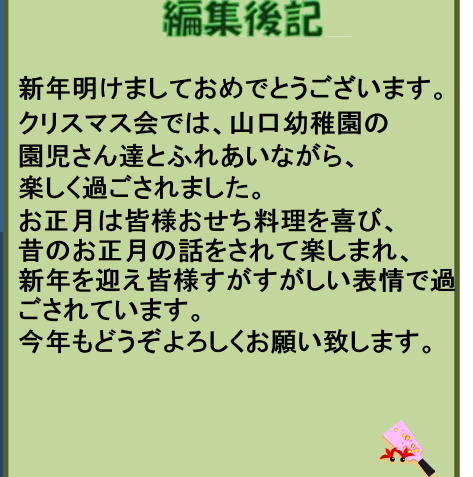 編集後記
新年明けましておめでとうございます。
クリスマス会では、山口幼稚園の
園児さん達とふれあいながら、
楽しく過ごされました。
お正月は皆様おせち料理を喜び、
昔のお正月の話をされて楽しまれ、
新年を迎え皆様すがすがしい表情で過
ごされています。
今年もどうぞよろしくお願い致します。